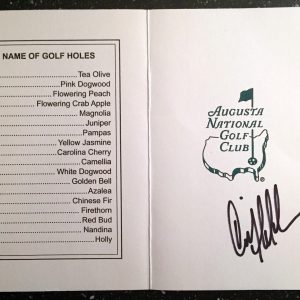 NAME OF GOLF HOLES
Tea Olive
Pink Dogwood
Flowering Peach
Flowering Crab Apple
Magnolia
Juniper
Pampas
Yellow Jasmine
Carolina Cherry
Camellia
White Dogwood
Golden Bell
Azalea
Chinese Fir
Firethorn
Red Bud
Nandina
Holly
AUGUSTA
NATIONAL
GOLF
CLUB